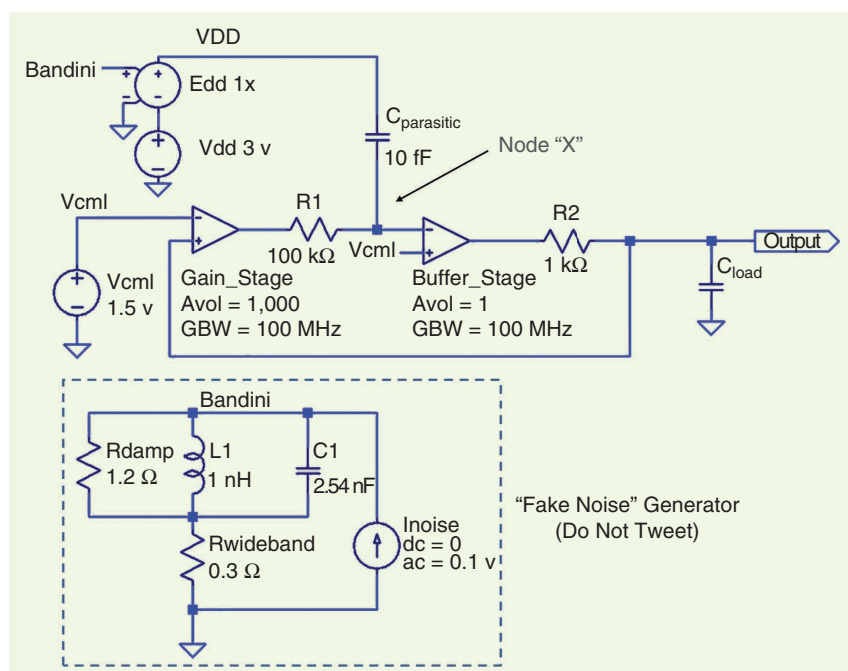 VDD
Bandini
Edd 1x
Vdd 3 v
C_parasitic
10 fF
Node “X”
Vcml
Vcml
1.5 v
R1
100 kΩ
Gain_Stage
Avol = 1,000
GBW = 100 MHz
Vcml
Buffer_Stage
Avol = 1
GBW = 100 MHz
R2
1 kΩ
Output
C_load
Bandini
Rdamp
1.2 Ω
L1
1 nH
C1
2.54 nF
Rwideband
0.3 Ω
Inoise
dc = 0
ac = 0.1 v
“Fake Noise” Generator
(Do Not Tweet)